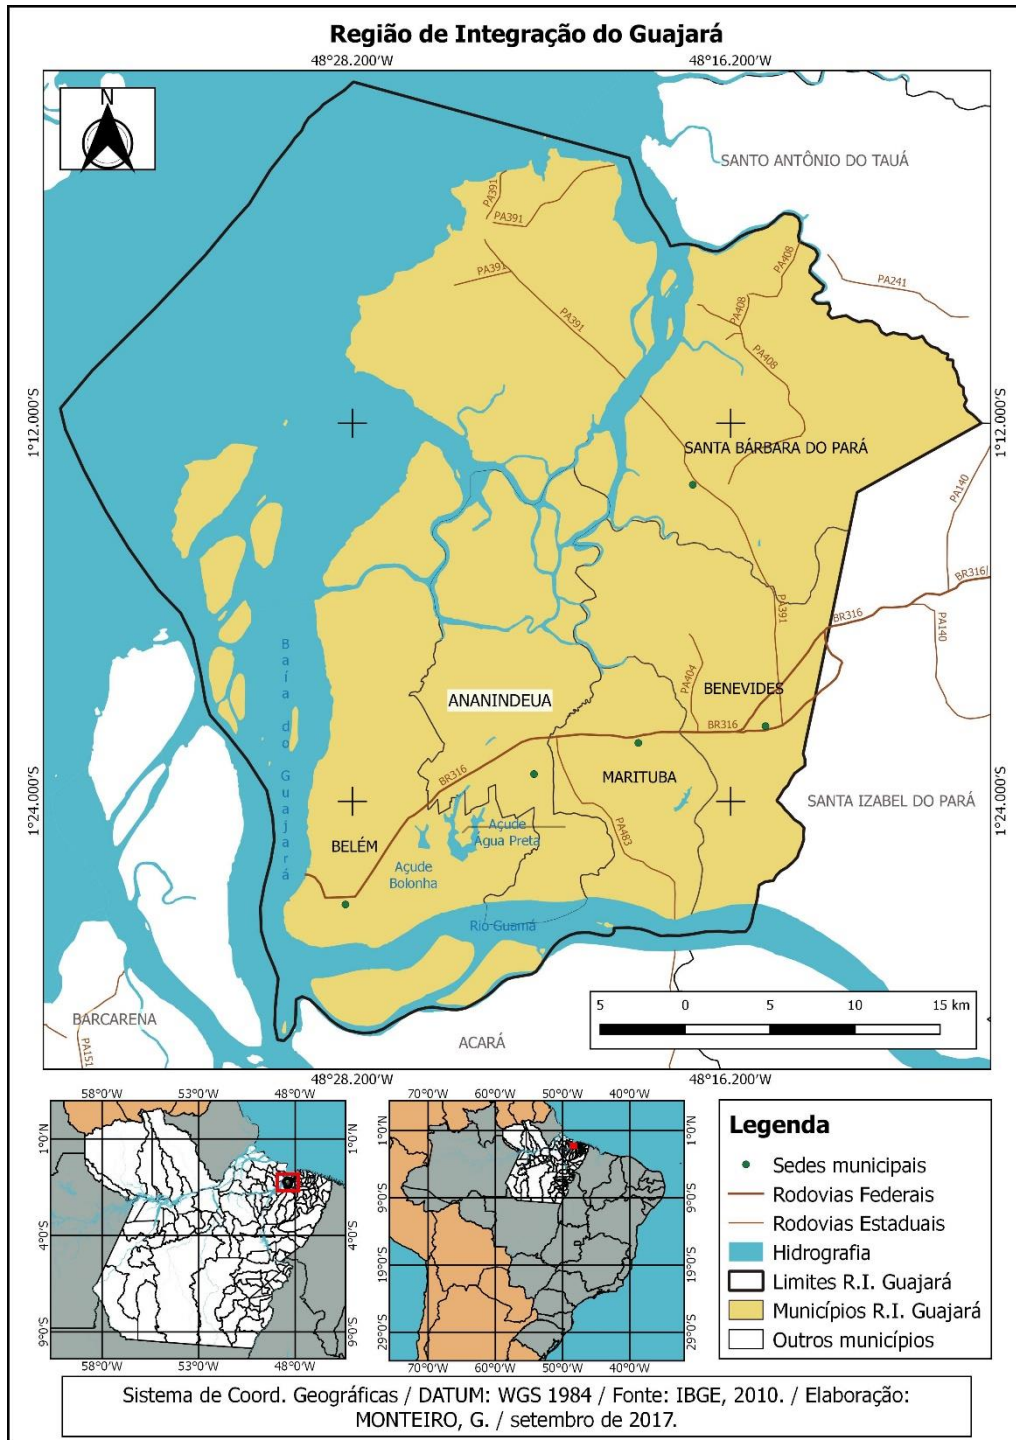 Região de Integração do Guajará
48°28.200'W
48°16.200'W
N
SANTO ANTÔNIO DO TAUÁ
PA391
PA391
PA408
PA391
PA241
PA408
PA391
PA408
1°12.000'S
1°12.000'S
SANTA BÁRBARA DO PARÁ
PA140
BR316/
BR316
PA391
PA140
Baía do Guajará
PA404
BENEVIDES
ANANINDEUA
BR316
BR316
MARITUBA
1°24.000'S
1°24.000'S
SANTA IZABEL DO PARÁ
BELÉM
Açude
Água Preta
PA483
Açude
Bolonha
Rio Guamá
BARCARENA
PA151
ACARÁ
5 0 5 10 15 km
48°28.200'W
48°16.200'W
58°0'W 53°0'W 48°0'W
1°0'N
1°0'N
4°0'S
4°0'S
9°0'S
9°0'S
58°0'W 53°0'W 48°0'W
70°0'W 60°0'W 50°0'W 40°0'W
1°0'N
1°0'N
9°0'S
9°0'S
19°0'S
19°0'S
29°0'S
29°0'S
70°0'W 60°0'W 50°0'W 40°0'W
Legenda
Sedes municipais
Rodovias Federais
Rodovias Estaduais
Hidrografia
Limites R.I. Guajará
Municípios R.I. Guajará
Outros municípios
Sistema de Coord. Geográficas / DATUM: WGS 1984 / Fonte: IBGE, 2010. / Elaboração:
MONTEIRO, G. / setembro de 2017.